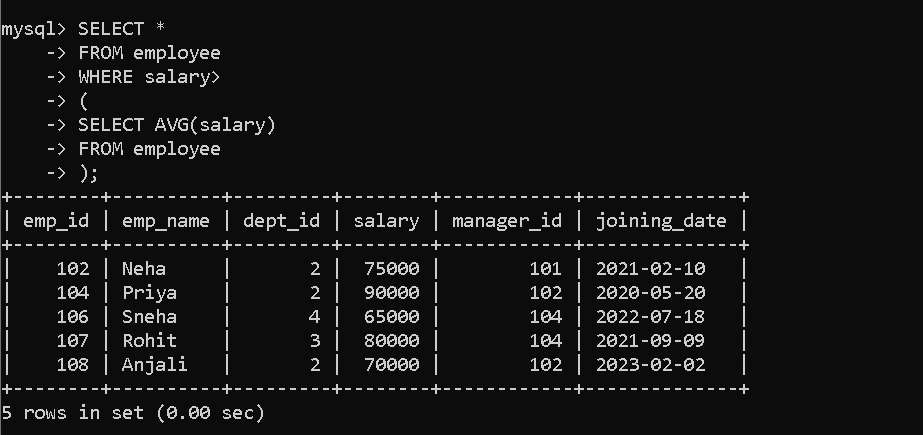 mysql> SELECT *
    -> FROM employee
    -> WHERE salary>
    -> (
    -> SELECT AVG(salary)
    -> FROM employee
    -> );
+--------+----------+---------+--------+------------+--------------+
| emp_id | emp_name | dept_id | salary | manager_id | joining_date |
+--------+----------+---------+--------+------------+--------------+
|    102 | Neha     |       2 |  75000 |        101 | 2021-02-10   |
|    104 | Priya    |       2 |  90000 |        102 | 2020-05-20   |
|    106 | Sneha    |       4 |  65000 |        104 | 2022-07-18   |
|    107 | Rohit    |       3 |  80000 |        104 | 2021-09-09   |
|    108 | Anjali   |       2 |  70000 |        102 | 2023-02-02   |
+--------+----------+---------+--------+------------+--------------+
5 rows in set (0.00 sec)